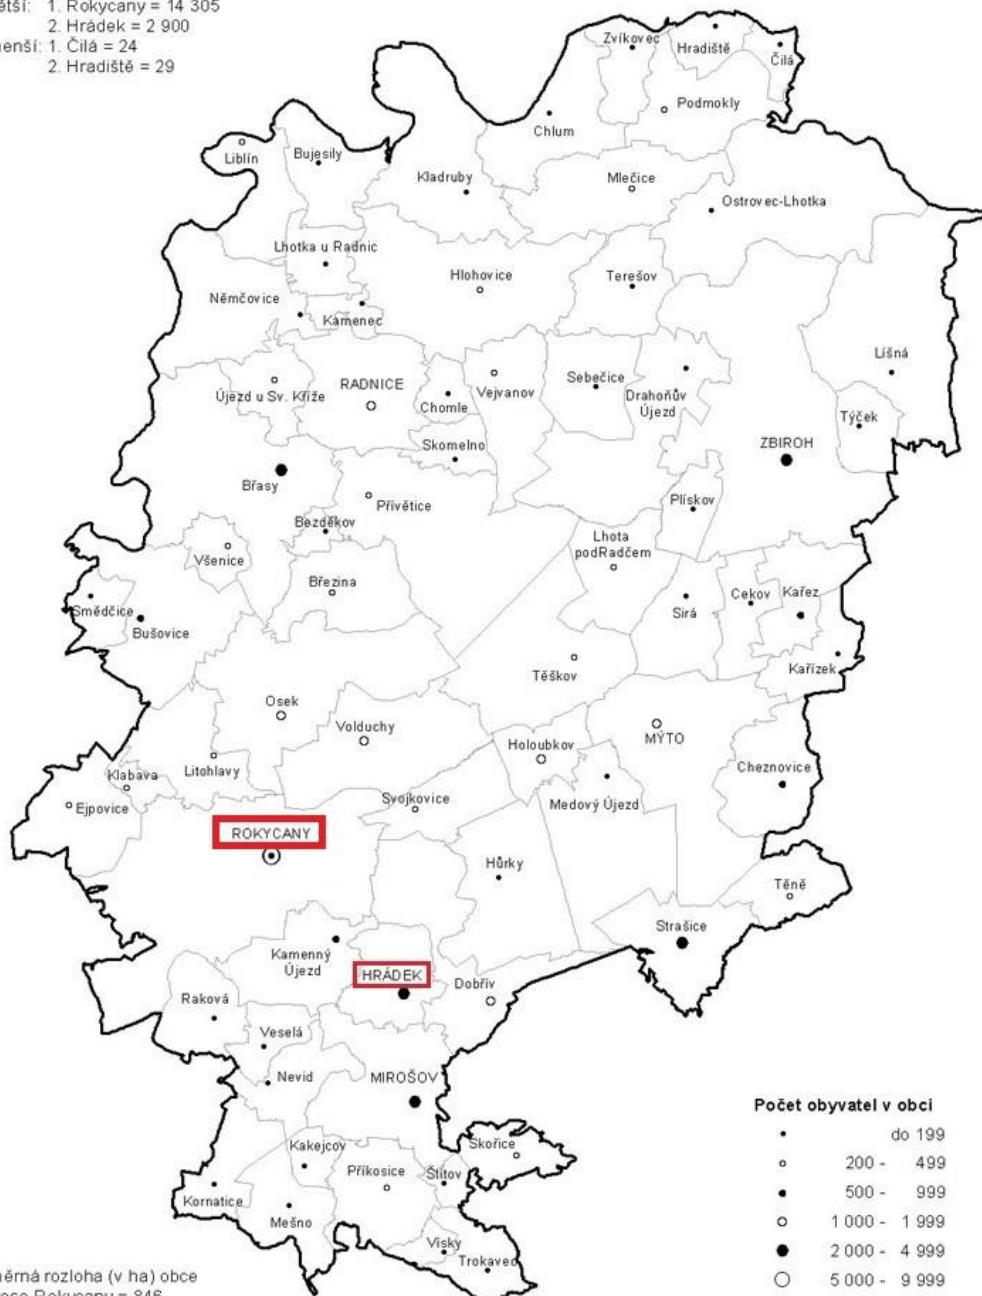 ětší: 1. Rokycany = 14 305
2. Hrádek = 2 900
enší: 1. Čilá = 24
2. Hradiště = 29
Zvíkovec
Hradiště
Čilá
Podmokly
Chlum
Liblín
Bujesily
Kladruby
Mlečice
Ostrovec-Lhotka
Lhotka u Radnic
Hlohovice
Terešov
Němčovice
Kamenec
Líšná
Újezd u Sv. Kříže
RADNICE
Chomle
Vejvanov
Sebečice
Drahoňův
Újezd
Týček
Skomelno
ZBIROH
Břasy
Přívětice
Plískov
Bezděkov
Lhota
podRadčem
Všenice
Březina
Smědčice
Bušovice
Sirá
Cekov
Kařez
Kařízek
Těškov
Osek
Volduchy
Holoubkov
MÝTO
Klabava
Litohlavy
Cheznovice
Ejpovice
Svojkovice
Medový Újezd
ROKYCANY
Hůrky
Těně
Strašice
Kamenný
Újezd
HRÁDEK
Dobřív
Raková
Veselá
Nevid
MIROŠOV
Skořice
Kakejcov
Příkosice
Štítov
Kornatice
Mešno
Visky
Trokavec
Počet obyvatel v obci
do 199
200 - 499
500 - 999
1 000 - 1 999
2 000 - 4 999
5 000 - 9 999
ěrná rozloha (v ha) obce
Rokycany = 846